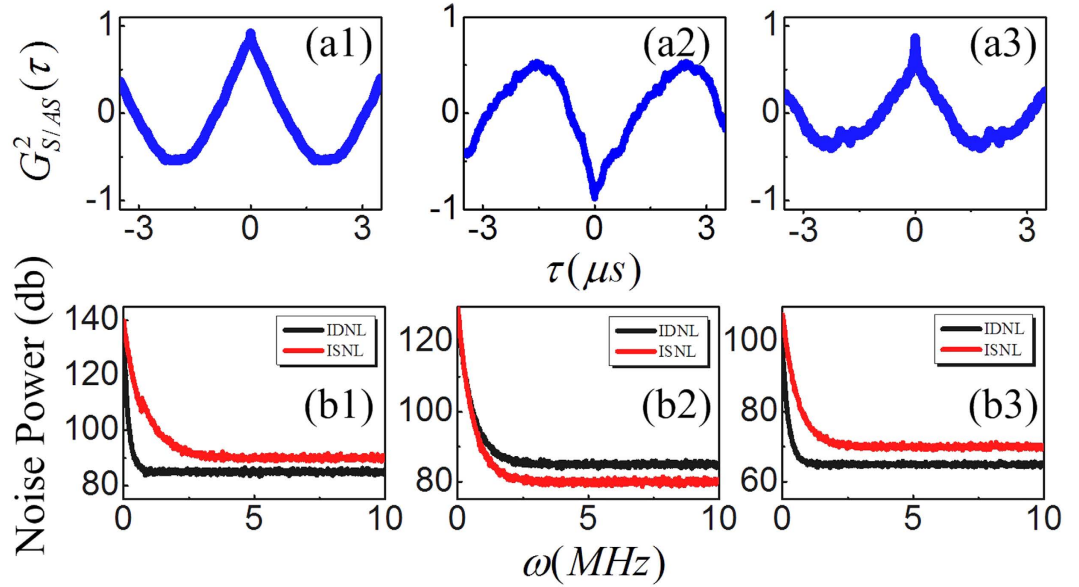 G²S/AS(τ)
1
0
-1
(a1)
-3
0
3
1
0
-1
(a2)
-3
0
3
1
0
-1
(a3)
-3
0
3
τ(μs)
Noise Power (db)
140
120
100
80
IDNL
ISNL
(b1)
0
5
10
120
100
80
IDNL
ISNL
(b2)
0
5
10
100
80
60
IDNL
ISNL
(b3)
0
5
10
ω(MHz)